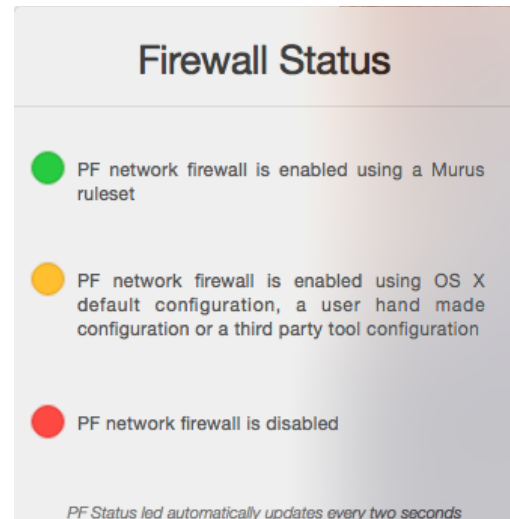 Firewall Status
PF network firewall is enabled using a Murus
ruleset
PF network firewall is enabled using OS X
default configuration, a user hand made
configuration or a third party tool configuration
PF network firewall is disabled
PF Status led automatically updates every two seconds